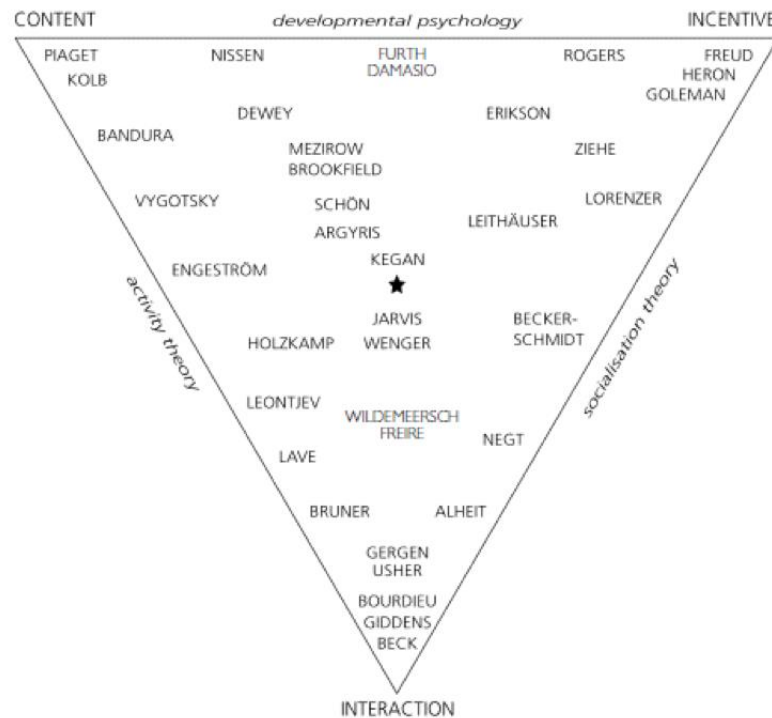 CONTENT developmental psychology INCENTIVE
PIAGET NISSEN FURTH ROGERS FREUD
DAMASIO
KOLB HERON
GOLEMAN
DEWEY ERIKSON
BANDURA
MEZIROW ZIEHE
BROOKFIELD
VYGOTSKY SCHÖN LORENZER
LEITHÄUSER
ARGYRIS
KEGAN
ENGESTRÖM
activity theory
socialisation theory
JARVIS BECKER-
HOLZKAMP WENGER SCHMIDT
LEONTJEV
WILDEMEERSCH
FREIRE
NEGT
LAVE
BRUNER ALHEIT
GERGEN
USHER
BOURDIEU
GIDDENS
BECK
INTERACTION